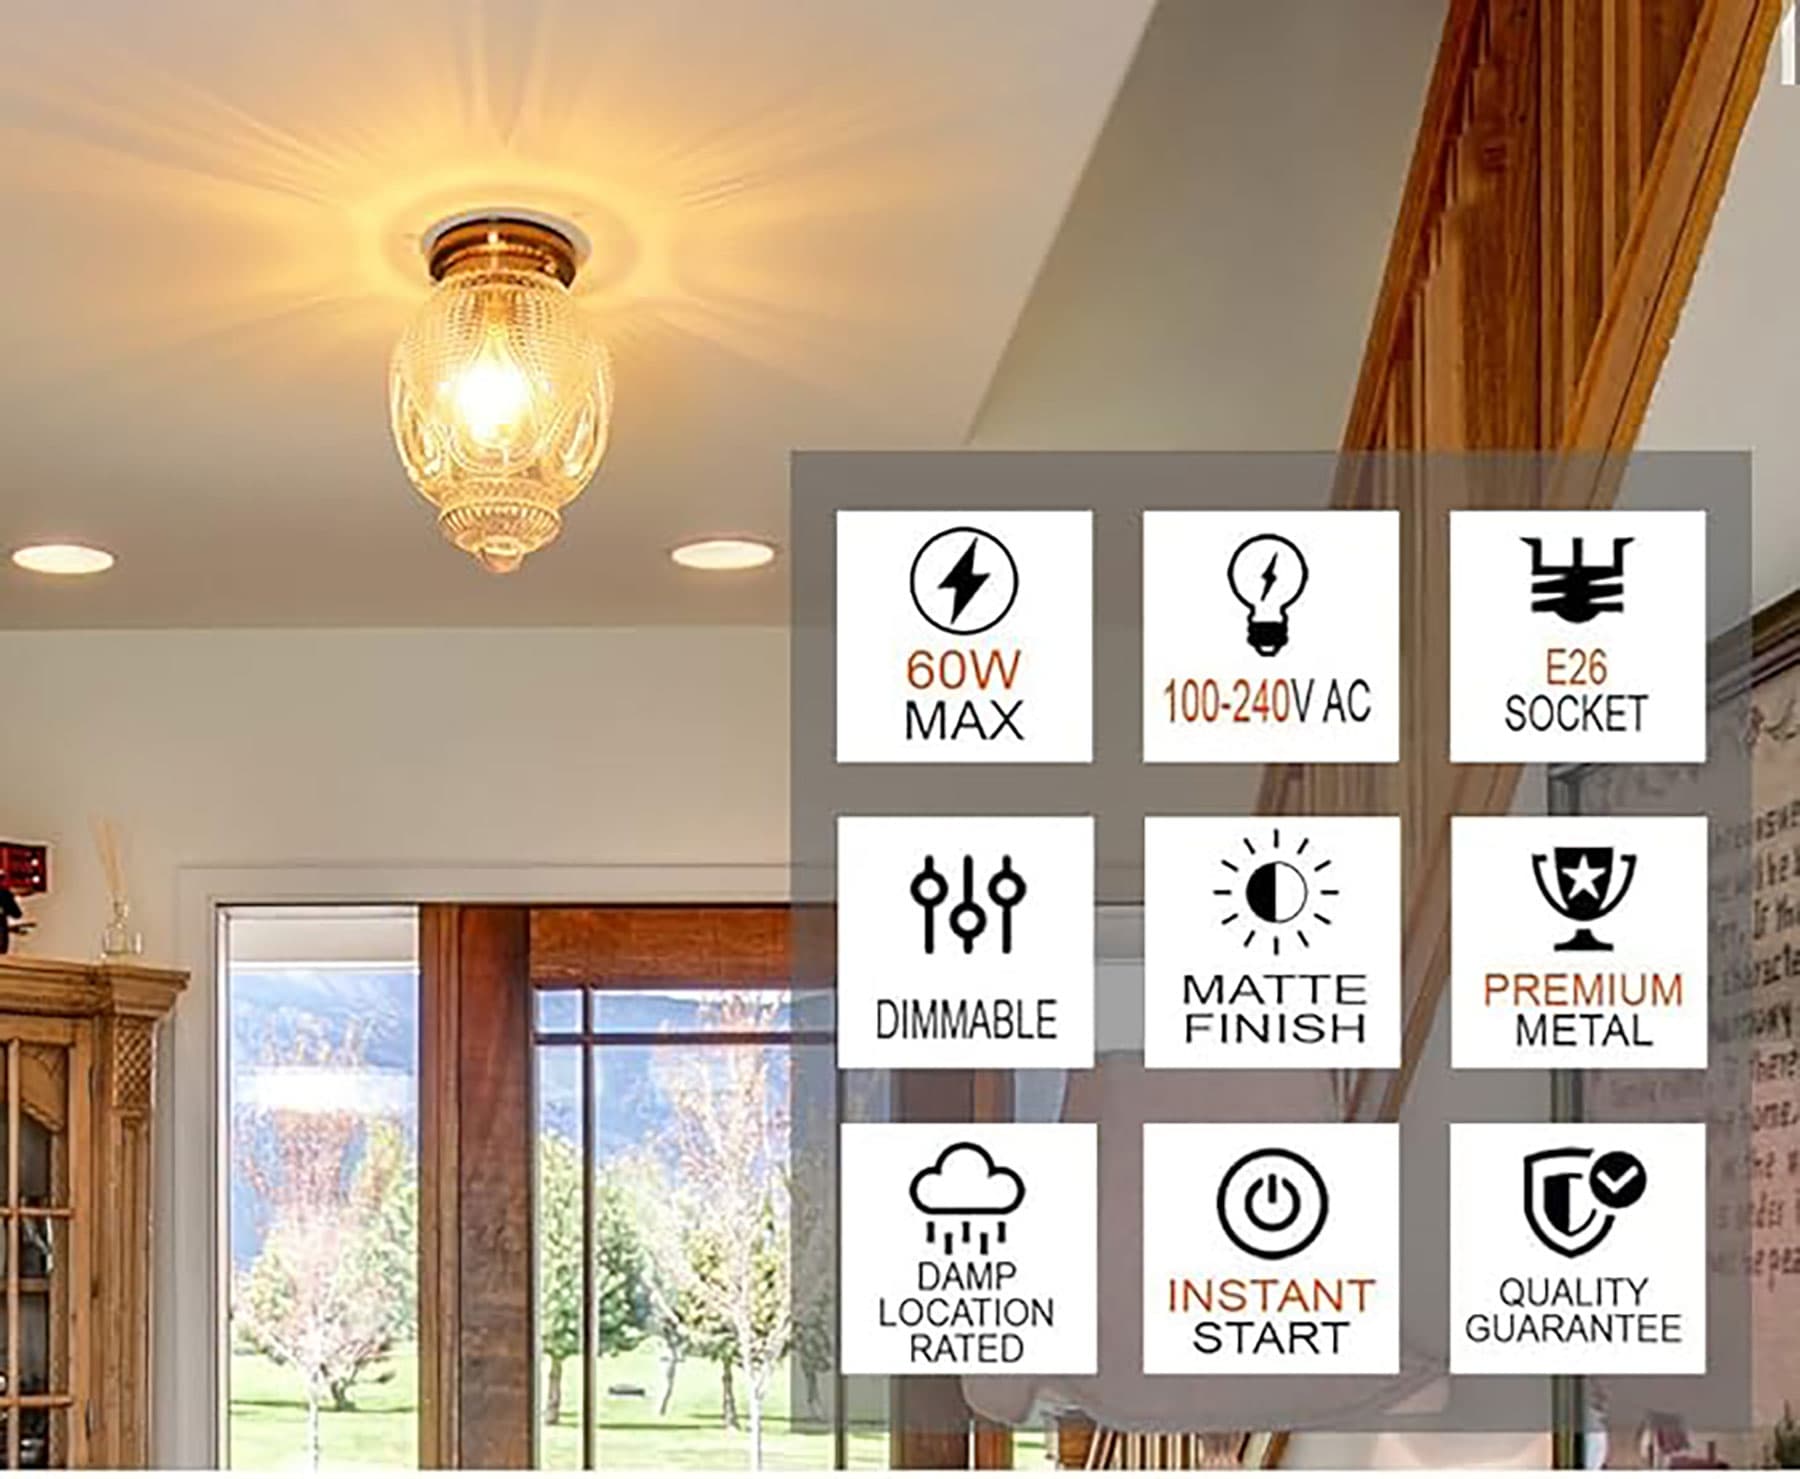 60W
MAX
100-240V AC
E26
SOCKET
DIMMABLE
MATTE
FINISH
PREMIUM
METAL
DAMP
LOCATION
RATED
INSTANT
START
QUALITY
GUARANTEE